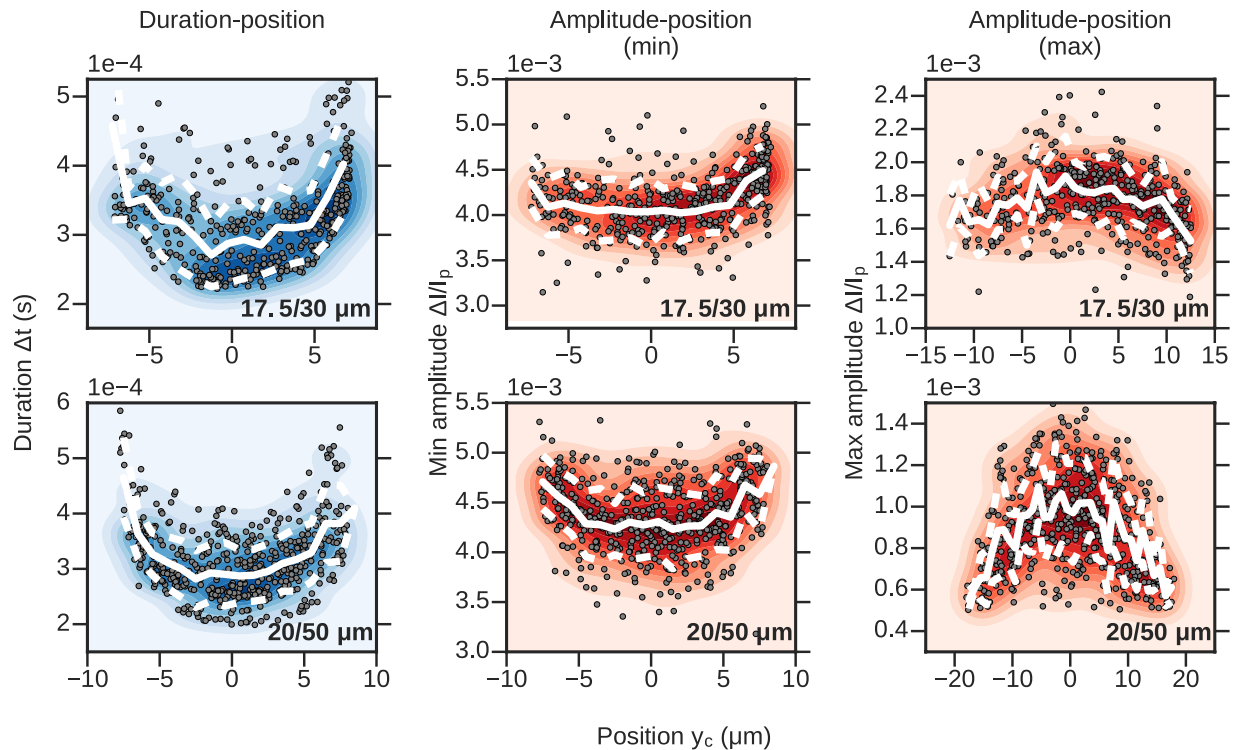 Duration-position
Amplitude-position
(min)
Amplitude-position
(max)
1e−4
1e−3
1e−3
5
4
3
2
5.5
5.0
4.5
4.0
3.5
3.0
2.4
2.2
2.0
1.8
1.6
1.4
1.2
1.0
17.5/30 µm
17.5/30 µm
17.5/30 µm
−5 0 5
−5 0 5
−15 −10 −5 0 5 10 15
1e−4
1e−3
1e−3
6
5
4
3
2
5.5
5.0
4.5
4.0
3.5
3.0
1.4
1.2
1.0
0.8
0.6
0.4
20/50 µm
20/50 µm
20/50 µm
−10 −5 0 5 10
−10 −5 0 5 10
−20 −10 0 10 20
Duration Δt (s)
Min amplitude ΔI/Ip
Max amplitude ΔI/Ip
Position yc (µm)